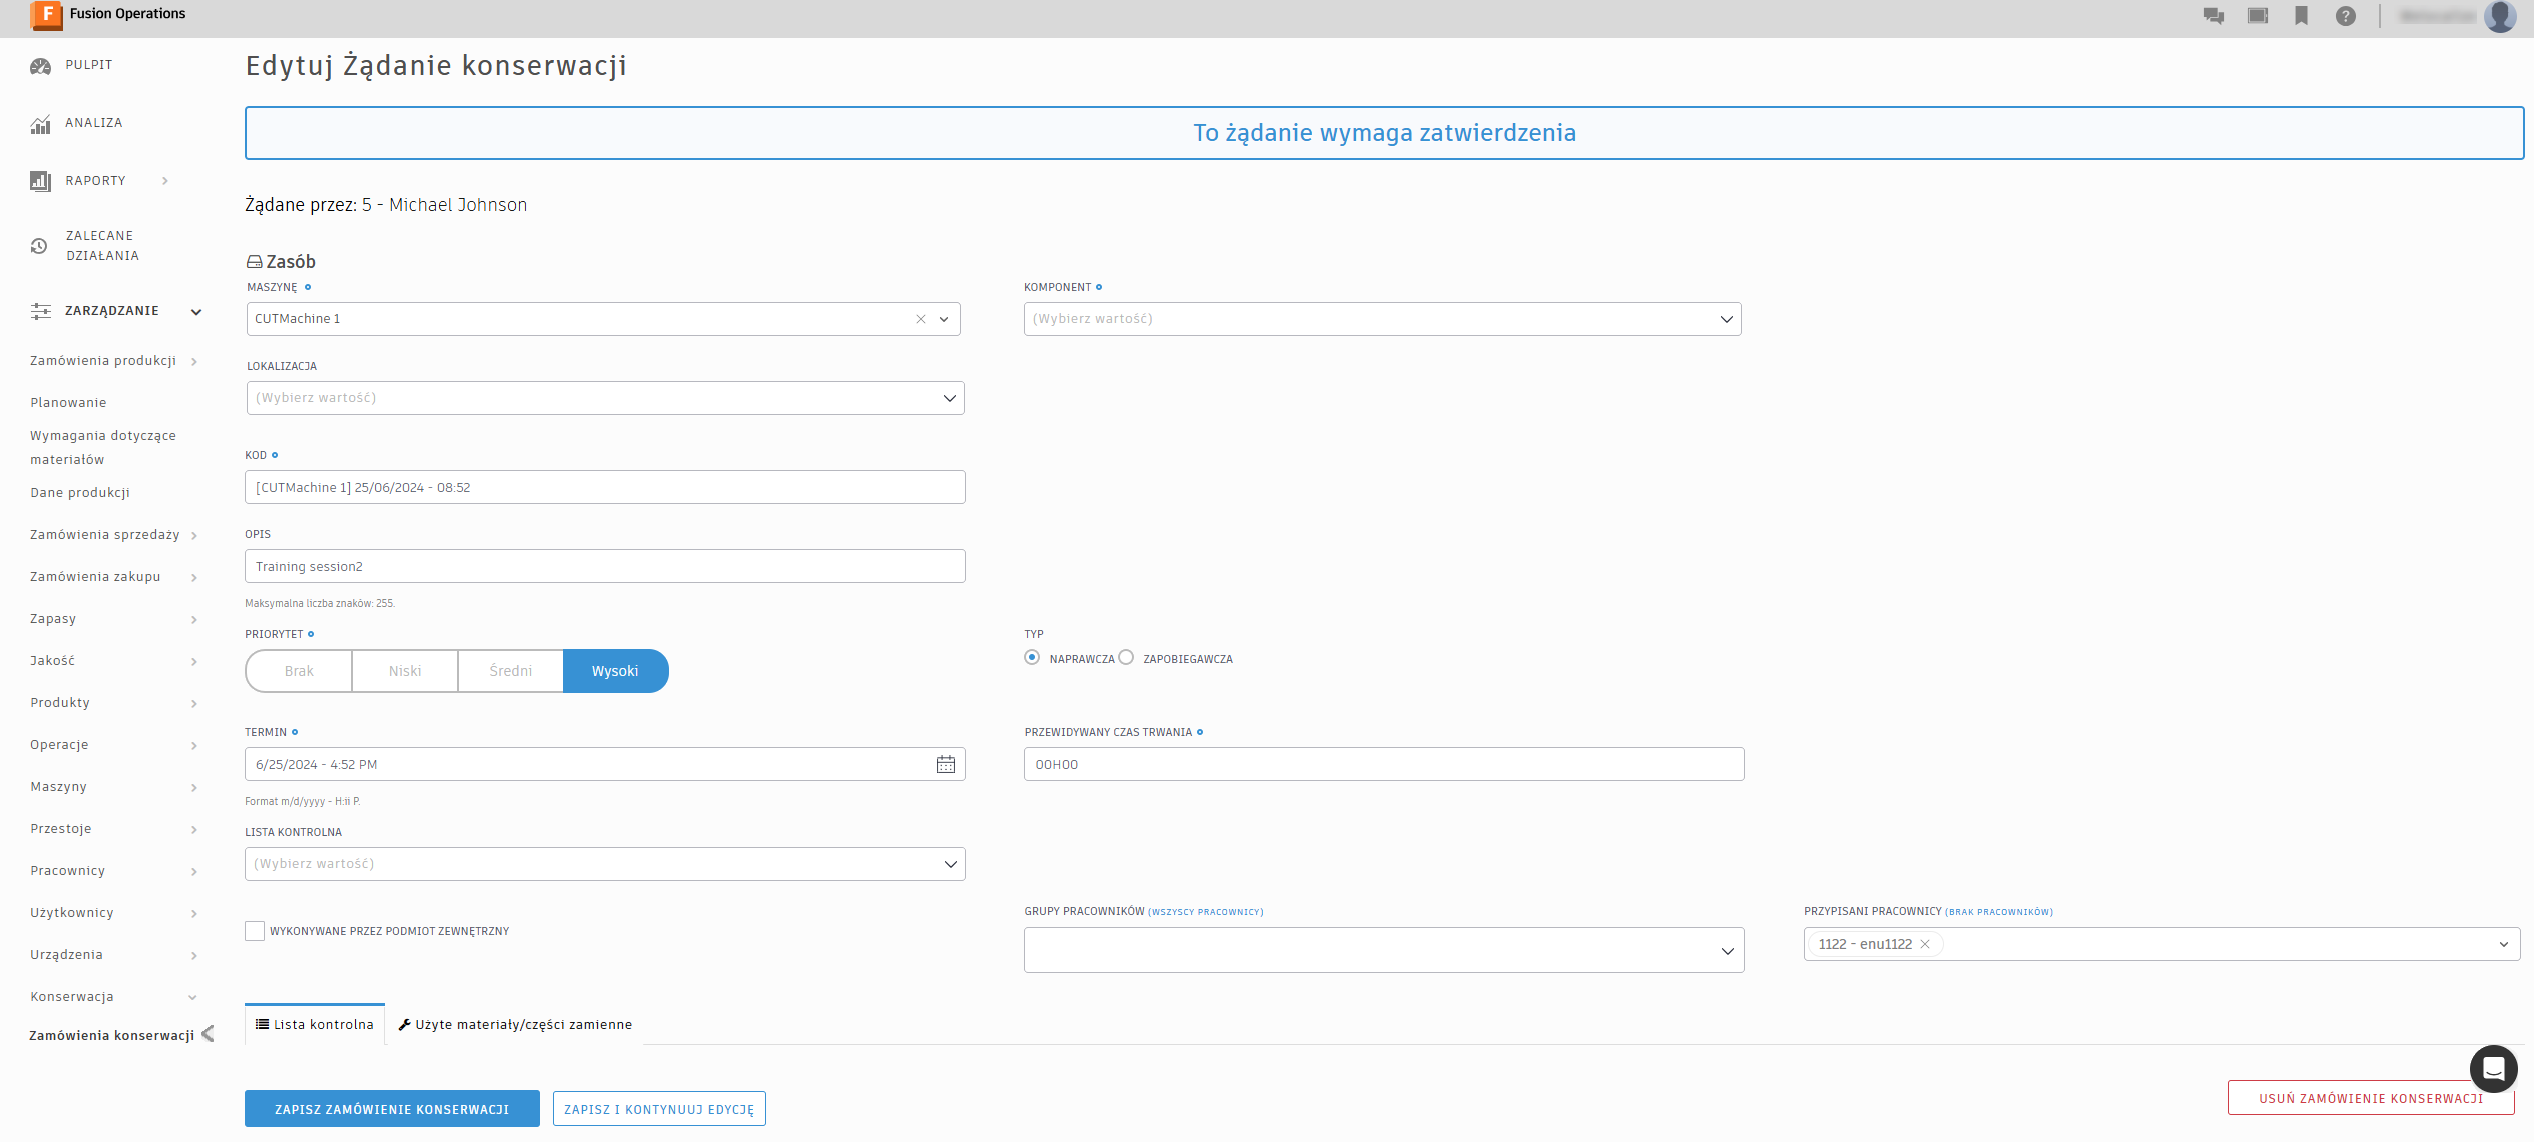 Fusion Operations
PULPIT
ANALIZA
RAPORTY
ZALECANE
DZIAŁANIA
ZARZĄDZANIE
Zamówienia produkcji
Planowanie
Wymagania dotyczące
materiałów
Dane produkcji
Zamówienia sprzedaży
Zamówienia zakupu
Zapasy
Jakość
Produkty
Operacje
Maszyny
Przestoje
Pracownicy
Użytkownicy
Urządzenia
Konserwacja
Zamówienia konserwacji
Edytuj Żądanie konserwacji
To żądanie wymaga zatwierdzenia
Żądane przez: 5 - Michael Johnson
Zasób
MASZYNĘ
CUTMachine 1
KOMPONENT
(Wybierz wartość)
LOKALIZACJA
(Wybierz wartość)
KOD
[CUTMachine 1] 25/06/2024 - 08:52
OPIS
Training session2
Maksymalna liczba znaków: 255.
PRIORYTET
Brak Niski Średni Wysoki
TYP
NAPRAWCZA ZAPOBIEGAWCZA
TERMIN
6/25/2024 - 4:52 PM
Format m/d/yyyy - H:ii P.
PRZEWIDYWANY CZAS TRWANIA
00H00
LISTA KONTROLNA
(Wybierz wartość)
WYKONYWANE PRZEZ PODMIOT ZEWNĘTRZNY
GRUPY PRACOWNIKÓW (WSZYSCY PRACOWNICY)
PRZYPISANI PRACOWNICY (BRAK PRACOWNIKÓW)
1122 - enu1122
Lista kontrolna
Użyte materiały/części zamienne
ZAPISZ ZAMÓWIENIE KONSERWACJI
ZAPISZ I KONTYNUUJ EDYCJĘ
USUŃ ZAMÓWIENIE KONSERWACJI